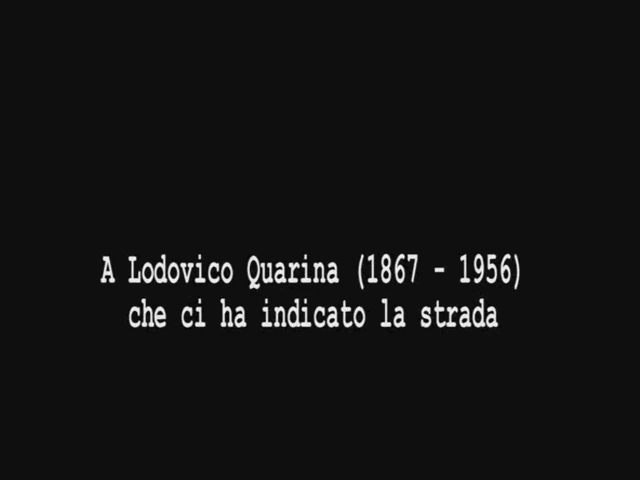 A Lodovico Quarina (1867 - 1956)
che ci ha indicato la strada